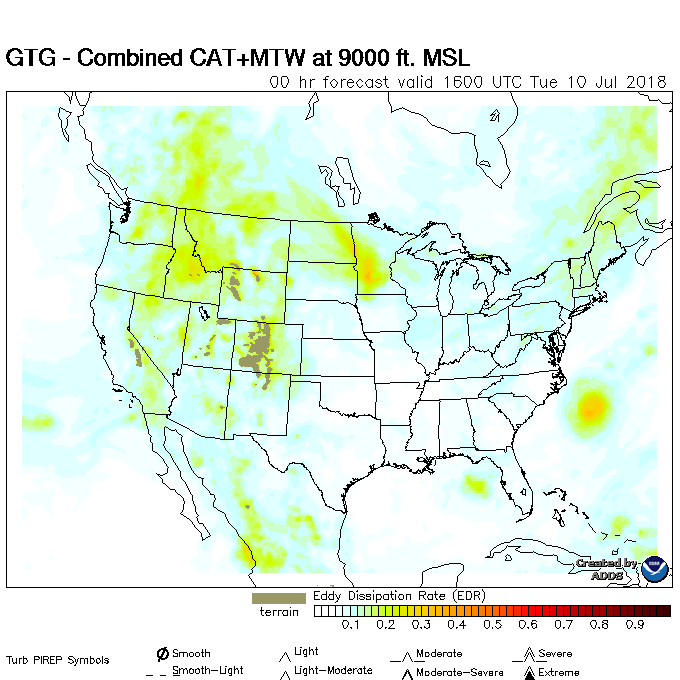 GTG - Combined CAT+MTW at 9000 ft. MSL
00 hr forecast valid 1600 UTC Tue 10 Jul 2018
Created by
ADDS
Eddy Dissipation Rate (EDR)
terrain
0.1 0.2 0.3 0.4 0.5 0.6 0.7 0.8 0.9
Turb PIREP Symbols
Smooth Light Moderate Severe
Smooth-Light Light-Moderate Moderate-Severe Extreme